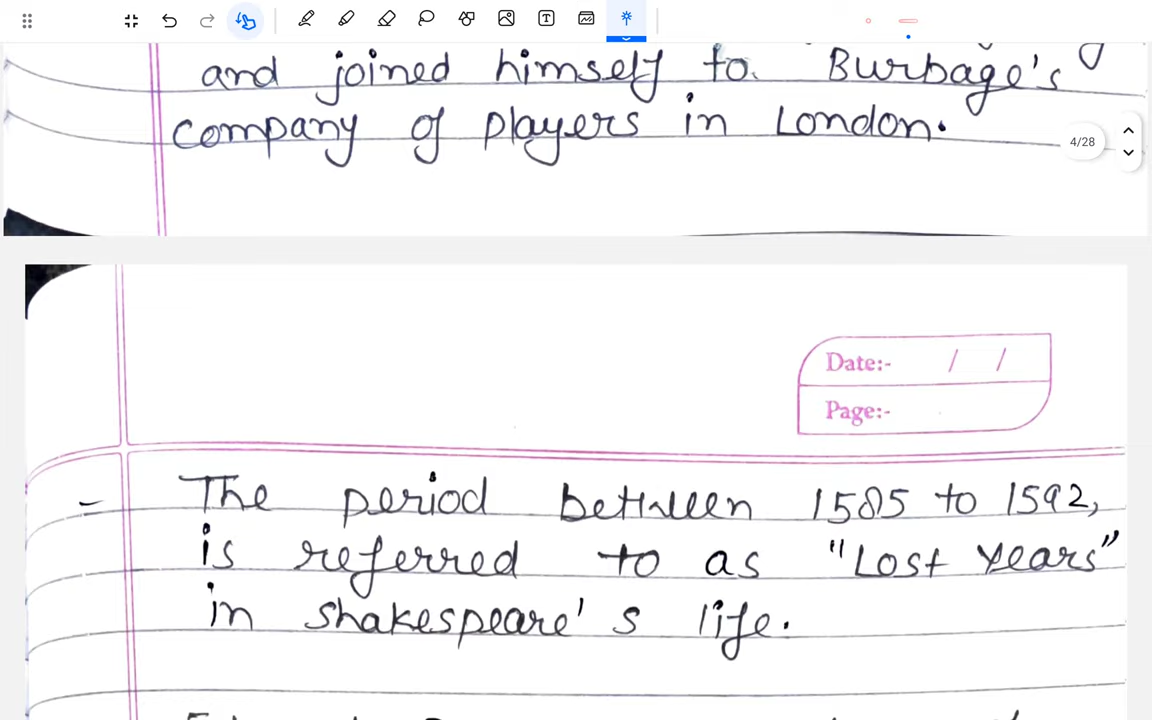 and joined himself to Burbage's
company of players in London.
4/28
Date:- / /
Page:-
- The period between 1585 to 1592,
is referred to as "Lost Years"
in Shakespeare's life.